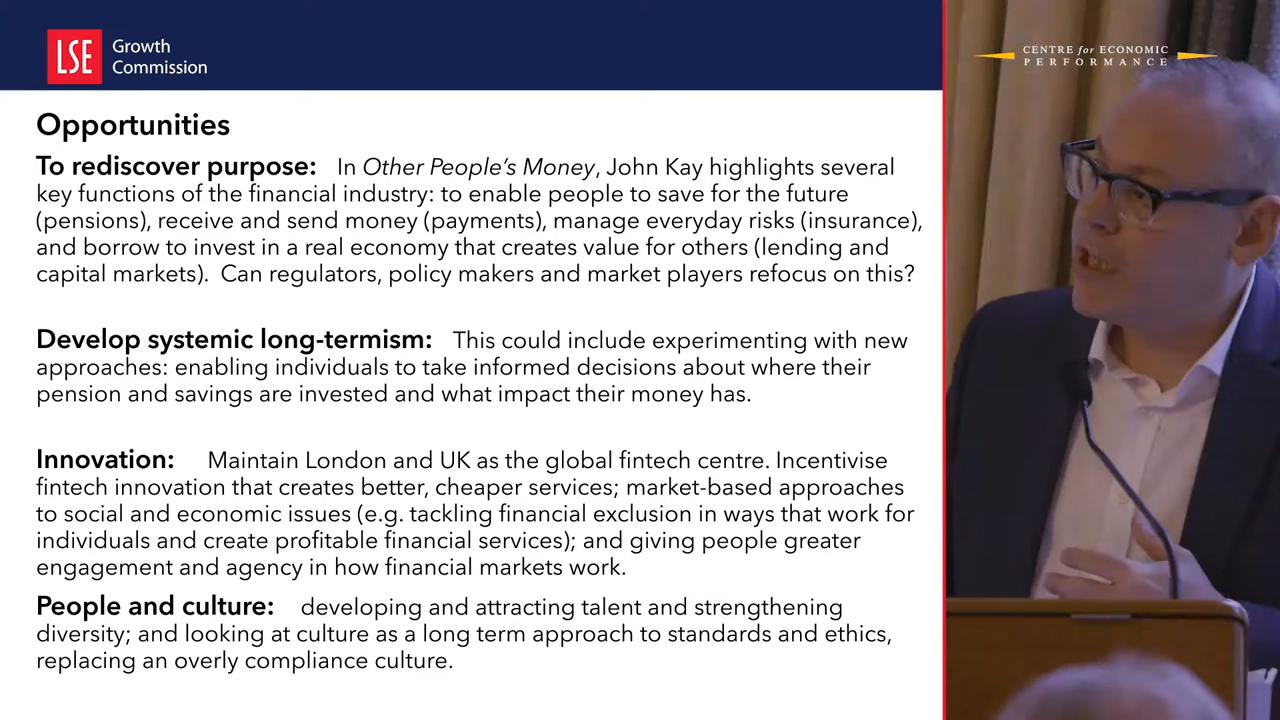 LSE
Growth
Commission
CENTRE for ECONOMIC
PERFORMANCE
Opportunities
To rediscover purpose: In Other People's Money, John Kay highlights several
key functions of the financial industry: to enable people to save for the future
(pensions), receive and send money (payments), manage everyday risks (insurance),
and borrow to invest in a real economy that creates value for others (lending and
capital markets). Can regulators, policy makers and market players refocus on this?
Develop systemic long-termism: This could include experimenting with new
approaches: enabling individuals to take informed decisions about where their
pension and savings are invested and what impact their money has.
Innovation: Maintain London and UK as the global fintech centre. Incentivise
fintech innovation that creates better, cheaper services; market-based approaches
to social and economic issues (e.g. tackling financial exclusion in ways that work for
individuals and create profitable financial services); and giving people greater
engagement and agency in how financial markets work.
People and culture: developing and attracting talent and strengthening
diversity; and looking at culture as a long term approach to standards and ethics,
replacing an overly compliance culture.